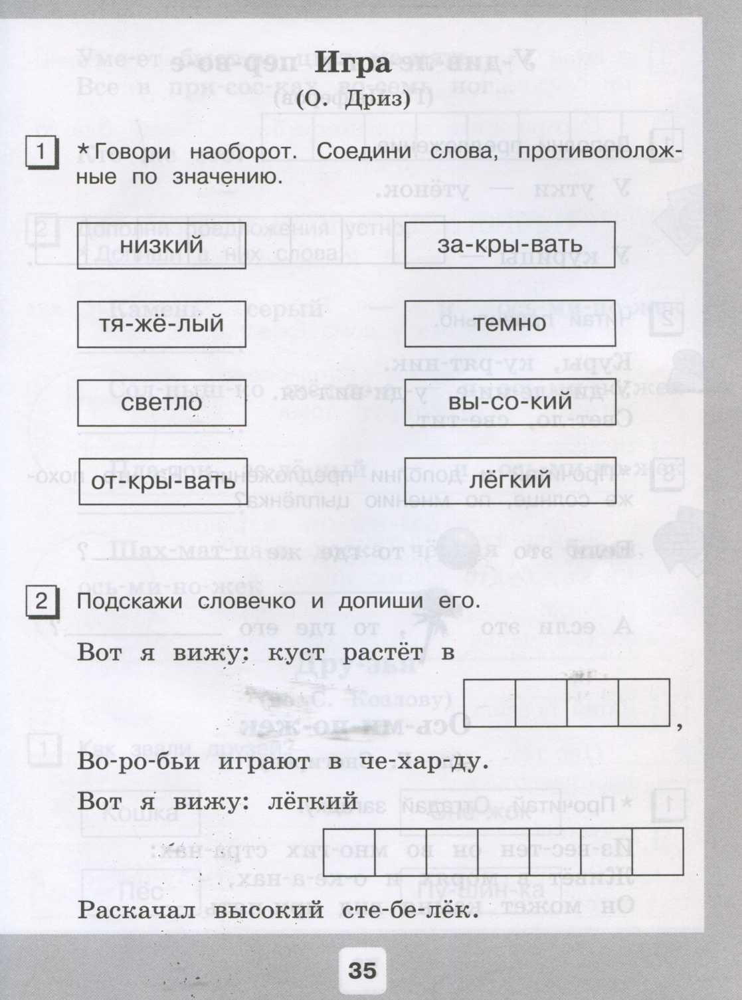 Игра
(О. Дриз)
1
*Говори наоборот. Соедини слова, противополож-
ные по значению.
низкий
за-кры-вать
тя-жё-лый
темно
светло
вы-со-кий
от-кры-вать
лёгкий
2
Подскажи словечко и допиши его.
Вот я вижу: куст растёт в
,
Во-ро-бьи играют в че-хар-ду.
Вот я вижу: лёгкий
Раскачал высокий сте-бе-лёк.
35